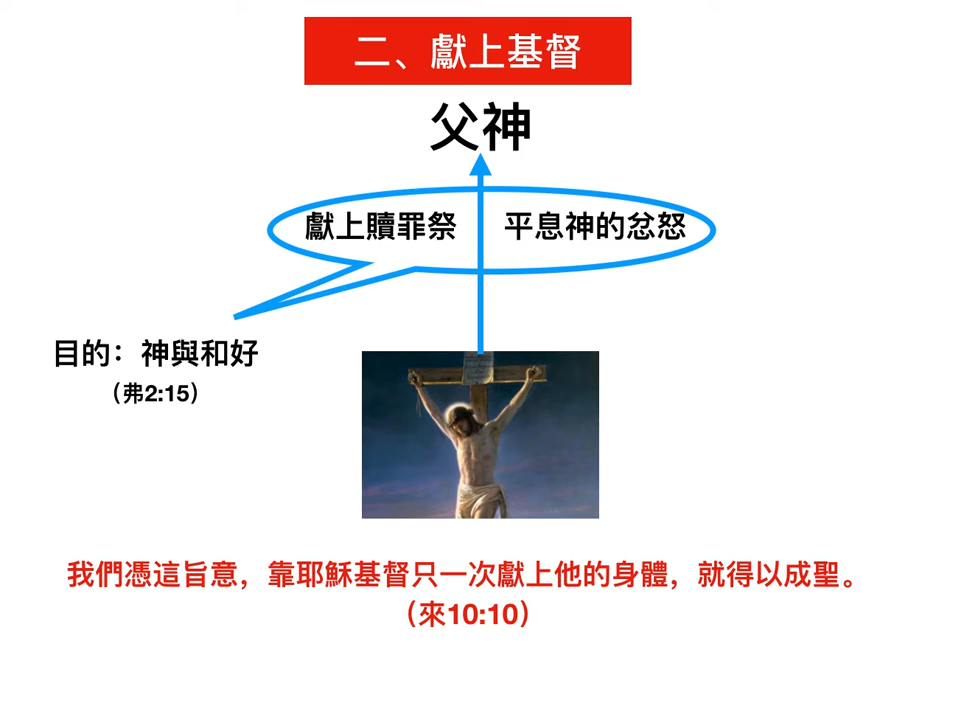 二、獻上基督
父神
獻上贖罪祭 平息神的忿怒
目的：神與和好
（弗2:15）
我們憑這旨意，靠耶穌基督只一次獻上他的身體，就得以成聖。
（來10:10）